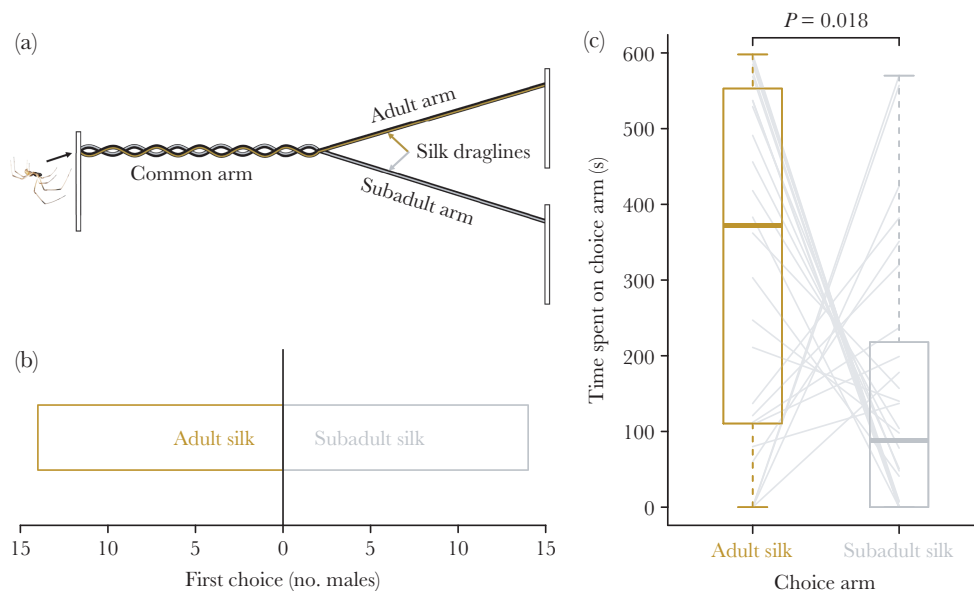 (a)
Adult arm
Silk draglines
Common arm
Subadult arm
(b)
Adult silk
Subadult silk
15 10 5 0 5 10 15
First choice (no. males)
(c)
P = 0.018
600
500
400
300
200
100
0
Time spent on choice arm (s)
Adult silk Subadult silk
Choice arm